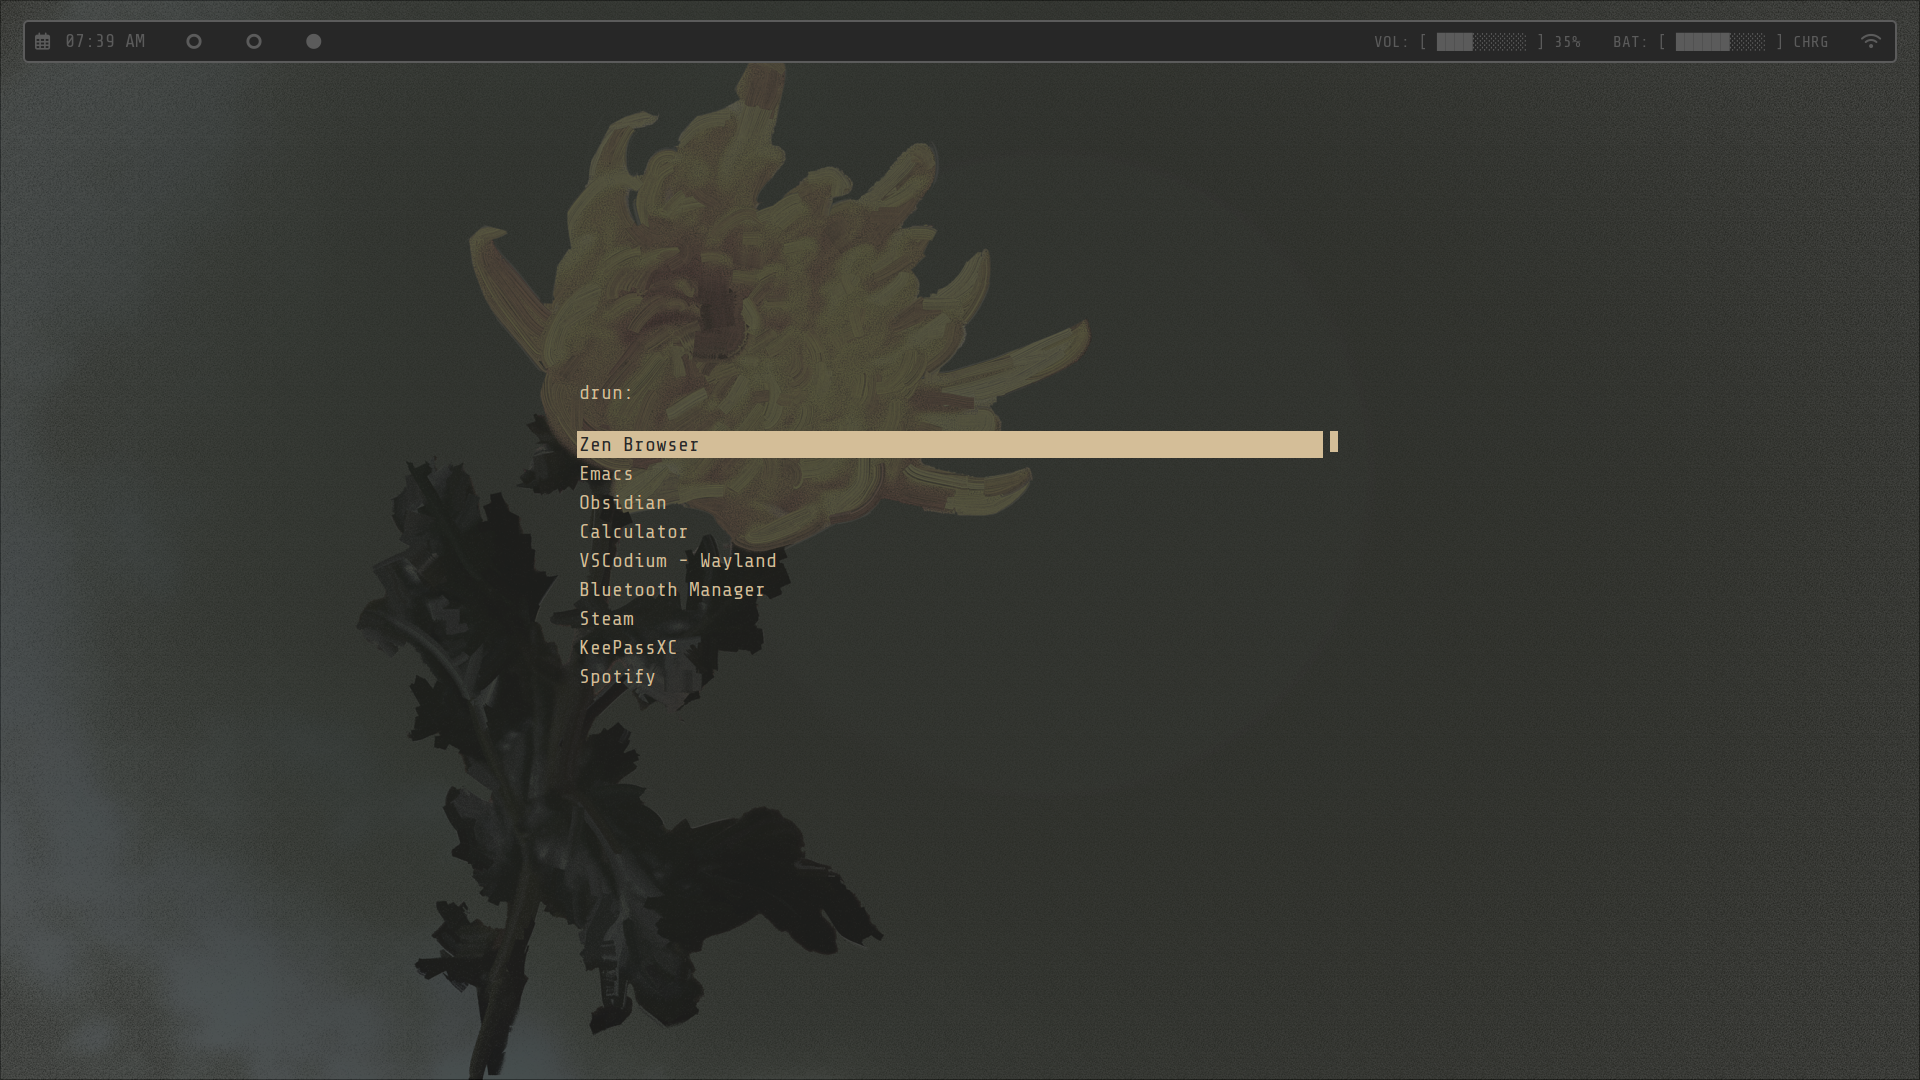 07:39 AM
VOL: [ ████░░░░░░ ] 35%
BAT: [ ██████░░░░ ] CHRG
drun:
Zen Browser
Emacs
Obsidian
Calculator
VSCodium - Wayland
Bluetooth Manager
Steam
KeePassXC
Spotify